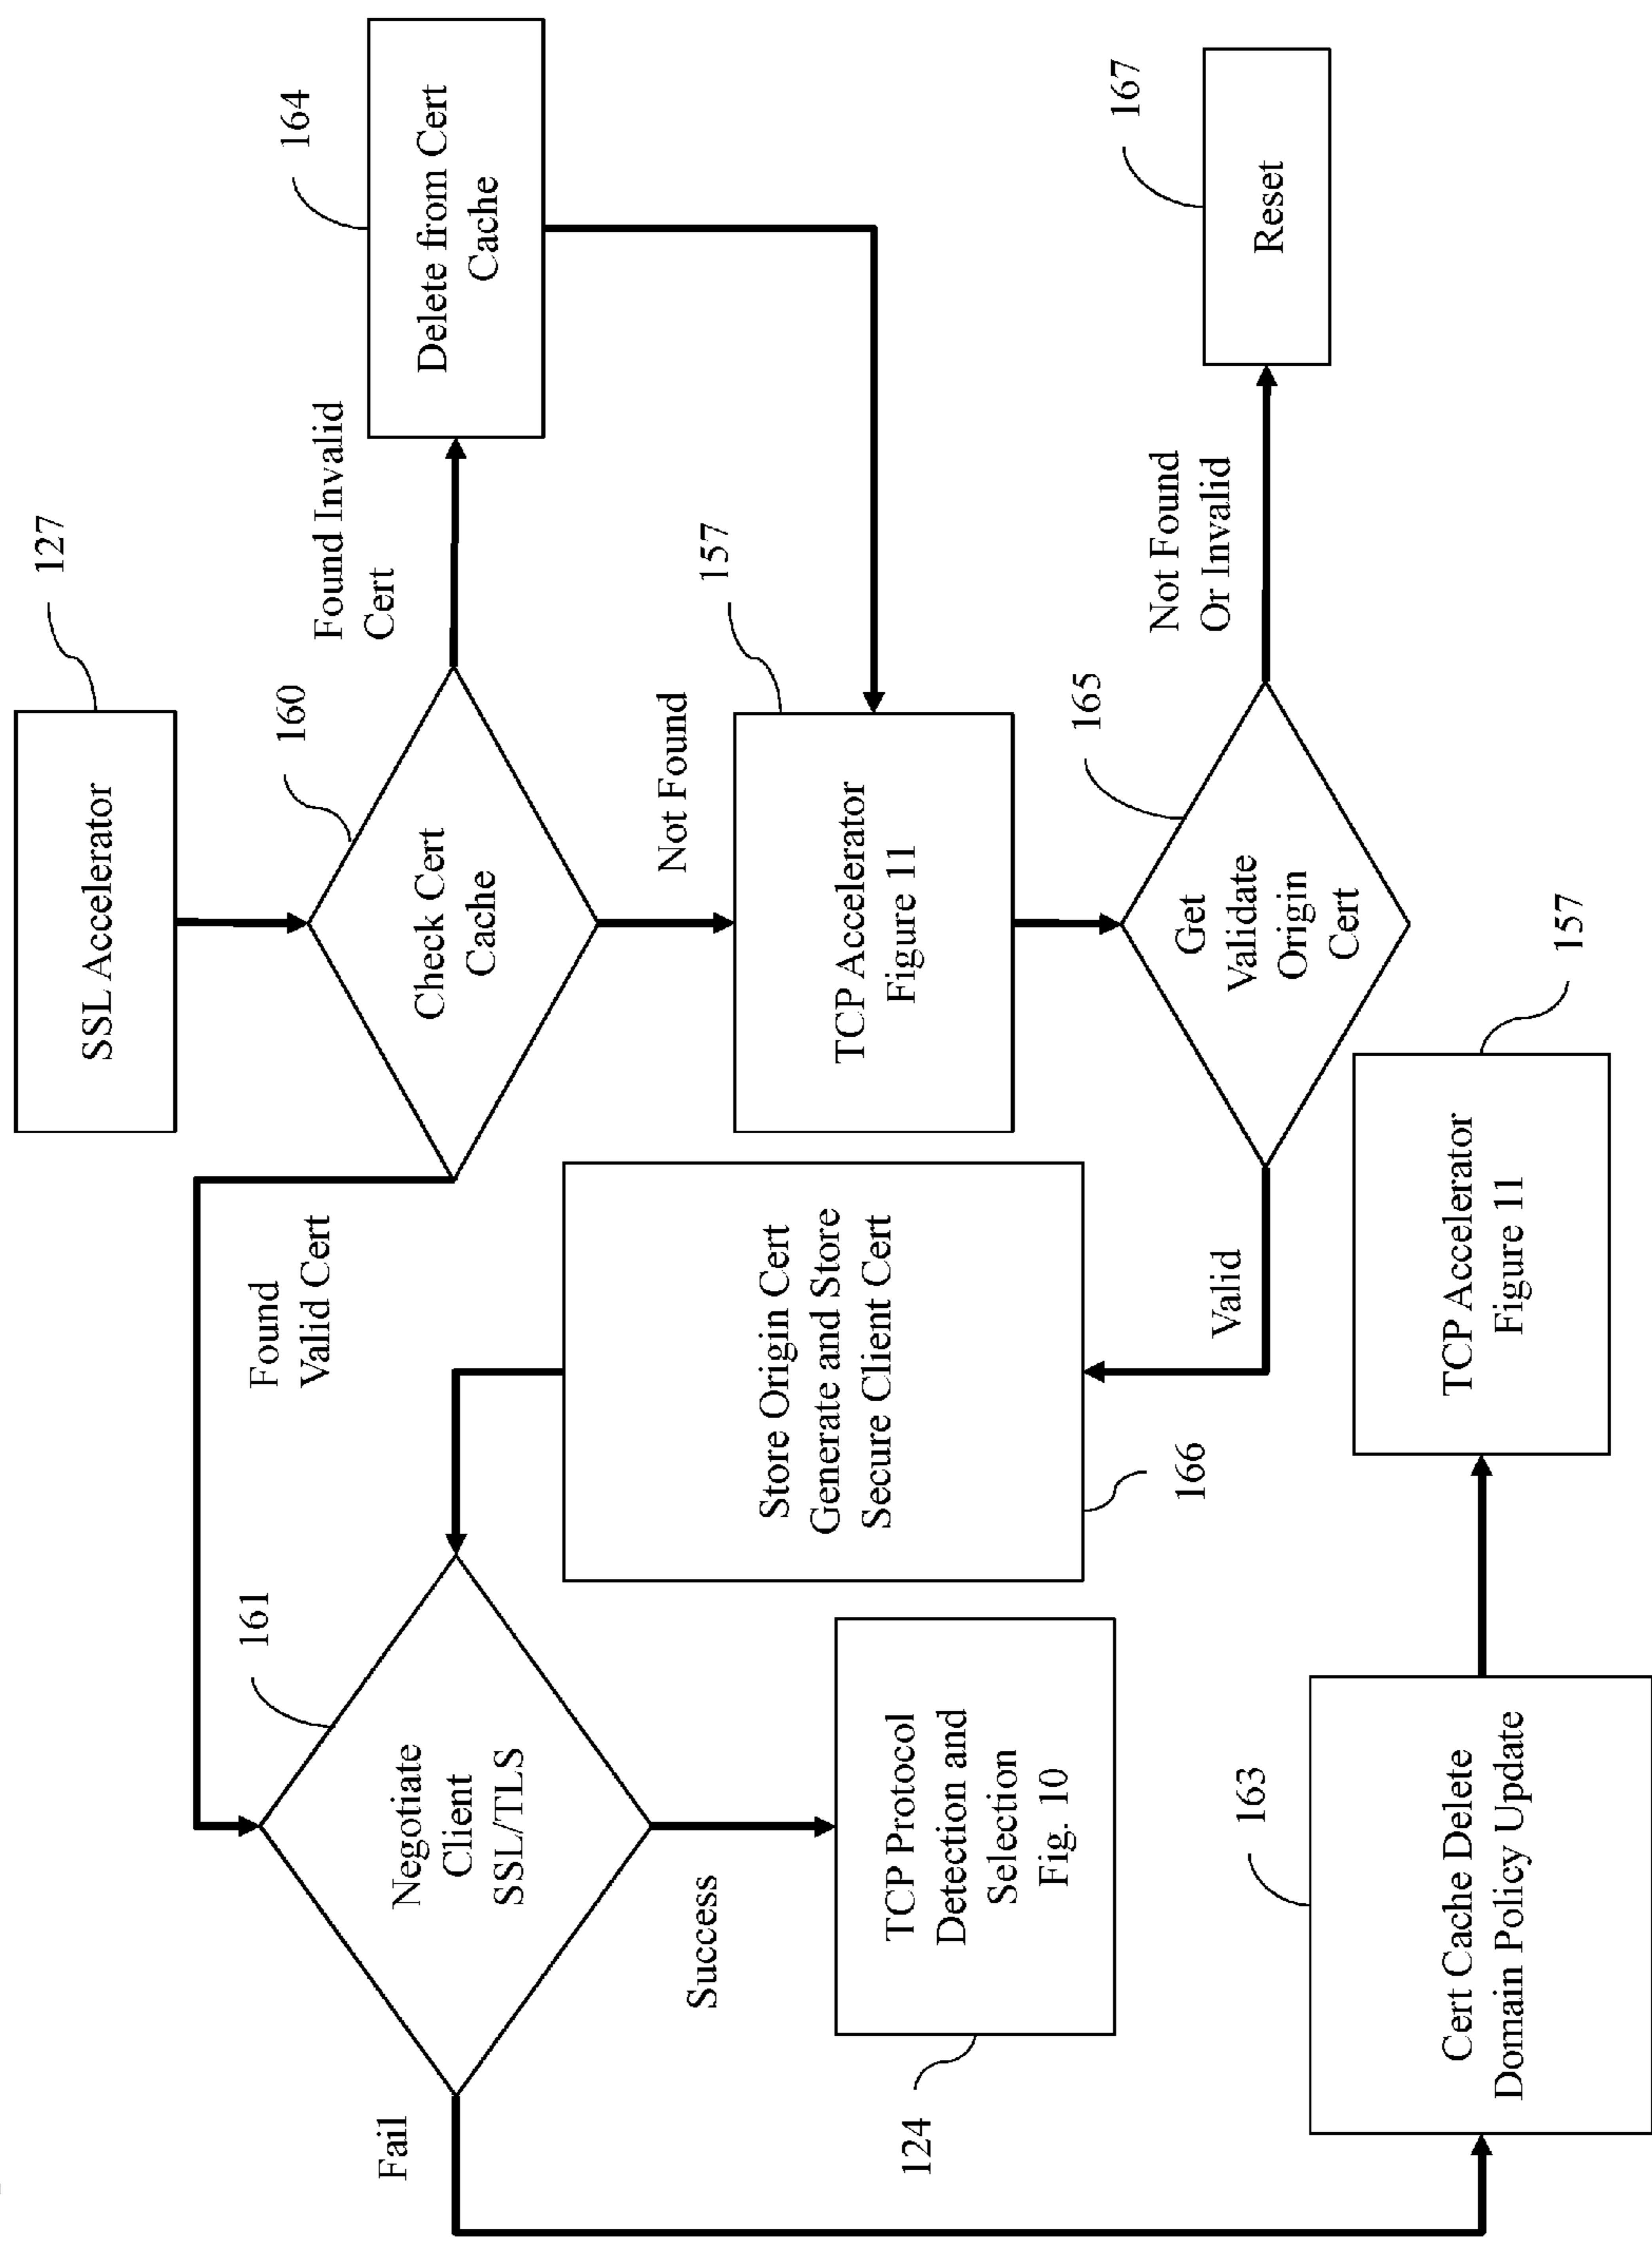 SSL Accelerator
127
Check Cert
Cache
160
Found Invalid
Cert
Delete from Cert
Cache
164
Found
Valid Cert
Not Found
TCP Accelerator
Figure 11
157
Negotiate
Client
SSL/TLS
161
Store Origin Cert
Generate and Store
Secure Client Cert
166
Get
Validate
Origin
Cert
165
Not Found
Or Invalid
Reset
167
Valid
Success
Fail
TCP Protocol
Detection and
Selection
Fig. 10
124
Cert Cache Delete
Domain Policy Update
163
TCP Accelerator
Figure 11
157